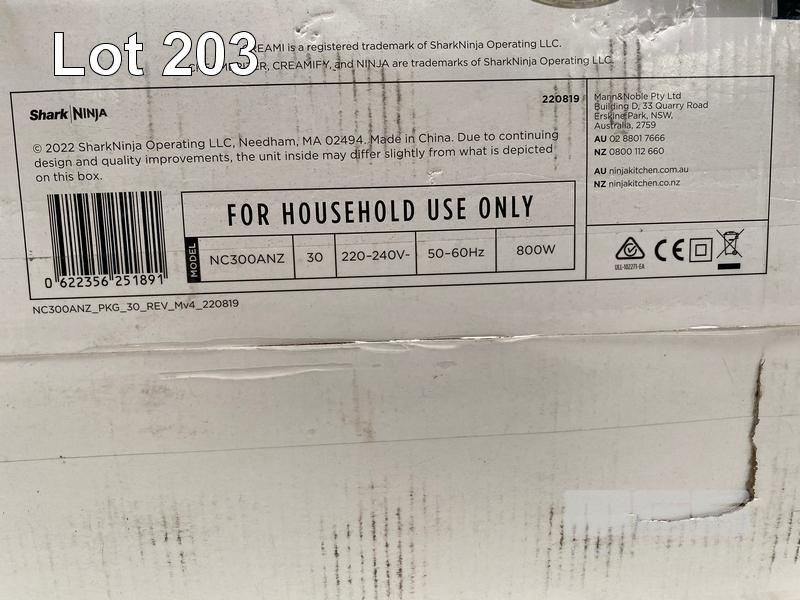 Lot 203
EAMI is a registered trademark of SharkNinja Operating LLC.
CREAMIFY, and NINJA are trademarks of SharkNinja Operating LLC.
Shark | NINJA
220819
© 2022 SharkNinja Operating LLC, Needham, MA 02494. Made in China. Due to continuing
design and quality improvements, the unit inside may differ slightly from what is depicted
on this box.
0 622356 251891
FOR HOUSEHOLD USE ONLY
MODEL
NC300ANZ 30 220-240V~ 50-60Hz 800W
NC300ANZ_PKG_30_REV_Mv4_220819
Mann&Noble Pty Ltd
Building D, 33 Quarry Road
Erskine Park, NSW,
Australia, 2759
AU 02 8801 7666
NZ 0800 112 660
AU ninjakitchen.com.au
NZ ninjakitchen.co.nz
CE
ULL-102271-EA